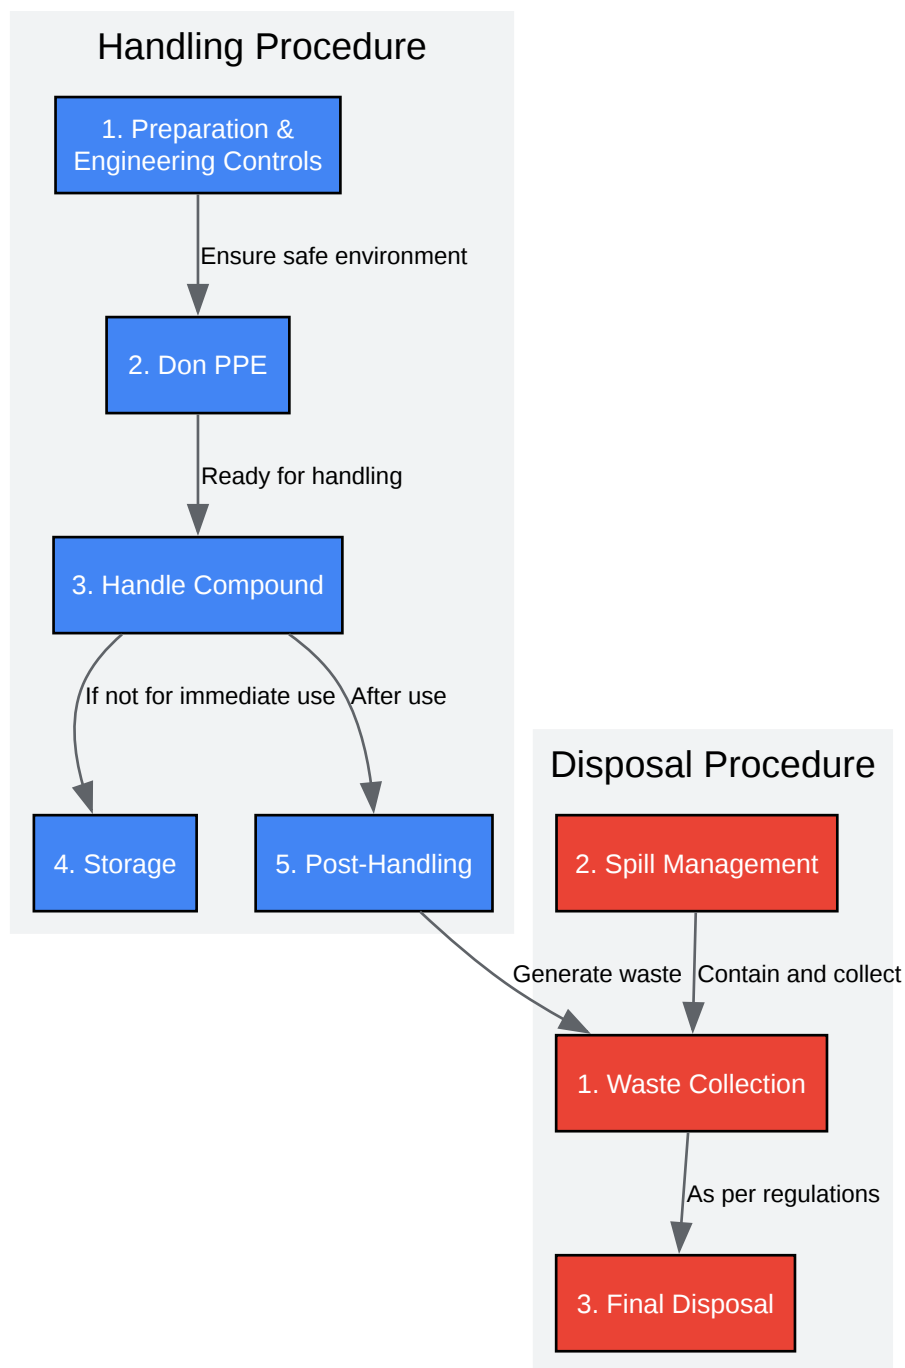 Handling Procedure
1. Preparation &
Engineering Controls
Ensure safe environment
2. Don PPE
Ready for handling
3. Handle Compound
If not for immediate use
After use
4. Storage
5. Post-Handling
Disposal Procedure
2. Spill Management
Generate waste
Contain and collect
1. Waste Collection
As per regulations
3. Final Disposal